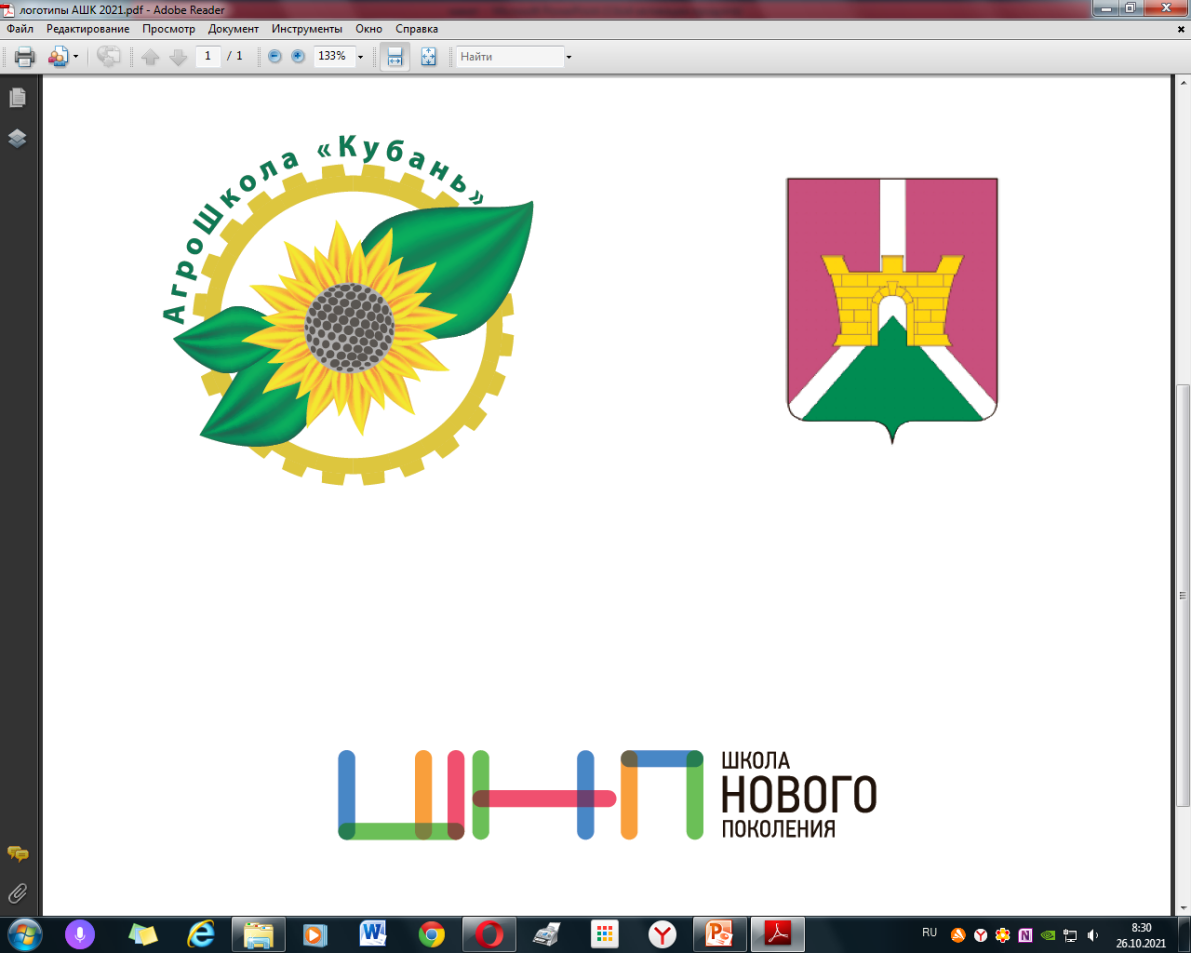 логотипы АШК 2021.pdf - Adobe Reader
Файл Редактирование Просмотр Документ Инструменты Окно Справка
1 / 1 133% Найти
АгроШкола «Кубань»
ШНП
ШКОЛА
НОВОГО
ПОКОЛЕНИЯ
RU
8:30
26.10.2021